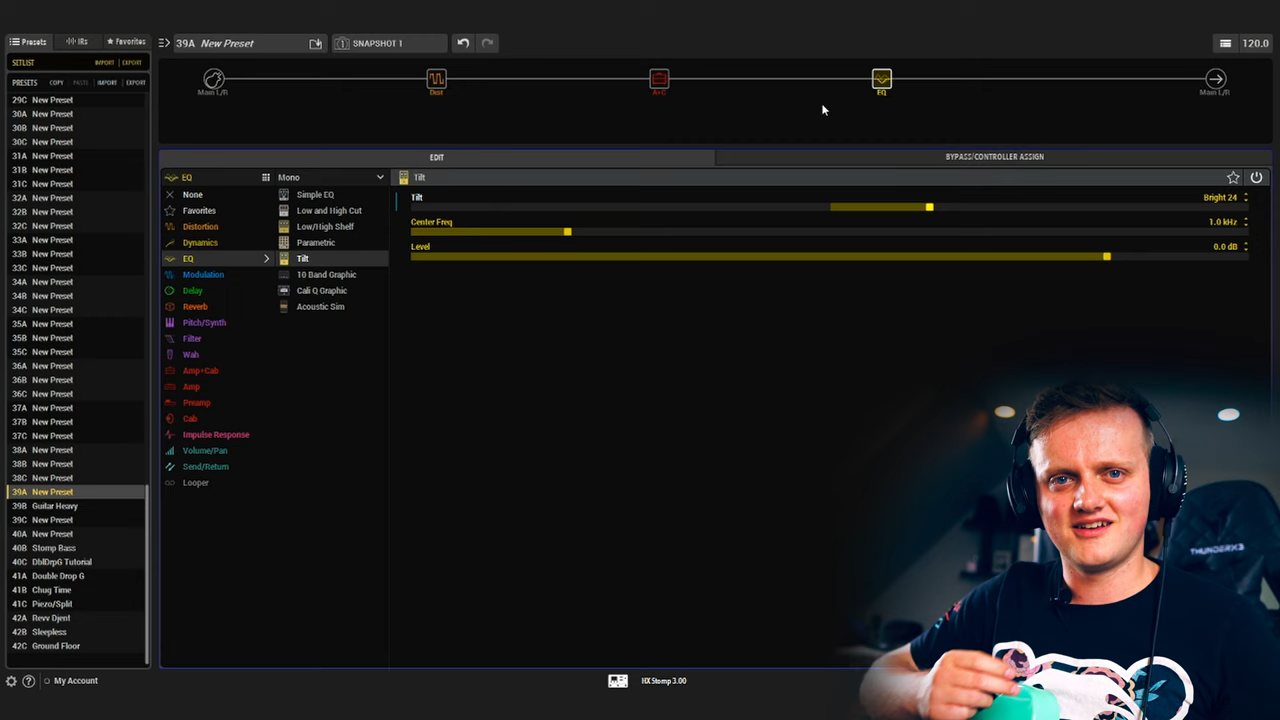 Presets IRs Favorites
39A New Preset
SNAPSHOT 1
120.0
SETLIST IMPORT EXPORT
PRESETS COPY PASTE IMPORT EXPORT
Main L/R
Dist
A+C
EQ
Main L/R
29C New Preset
30A New Preset
30B New Preset
30C New Preset
31A New Preset
31B New Preset
31C New Preset
32A New Preset
32B New Preset
32C New Preset
33A New Preset
33B New Preset
33C New Preset
34A New Preset
34B New Preset
34C New Preset
35A New Preset
35B New Preset
35C New Preset
36A New Preset
36B New Preset
36C New Preset
37A New Preset
37B New Preset
37C New Preset
38A New Preset
38B New Preset
38C New Preset
39A New Preset
39B Guitar Heavy
39C New Preset
40A New Preset
40B Stomp Bass
40C DblDrpG Tutorial
41A Double Drop G
41B Chug Time
41C Piezo/Split
42A Revv Djent
42B Sleepless
42C Ground Floor
EDIT
BYPASS/CONTROLLER ASSIGN
EQ
None
Favorites
Distortion
Dynamics
EQ
Modulation
Delay
Reverb
Pitch/Synth
Filter
Wah
Amp+Cab
Amp
Preamp
Cab
Impulse Response
Volume/Pan
Send/Return
Looper
Mono
Simple EQ
Low and High Cut
Low/High Shelf
Parametric
Tilt
10 Band Graphic
Cali Q Graphic
Acoustic Sim
Tilt
Tilt Bright 24
Center Freq 1.0 kHz
Level 0.0 dB
THUNDERX3
My Account
HX Stomp 3.00